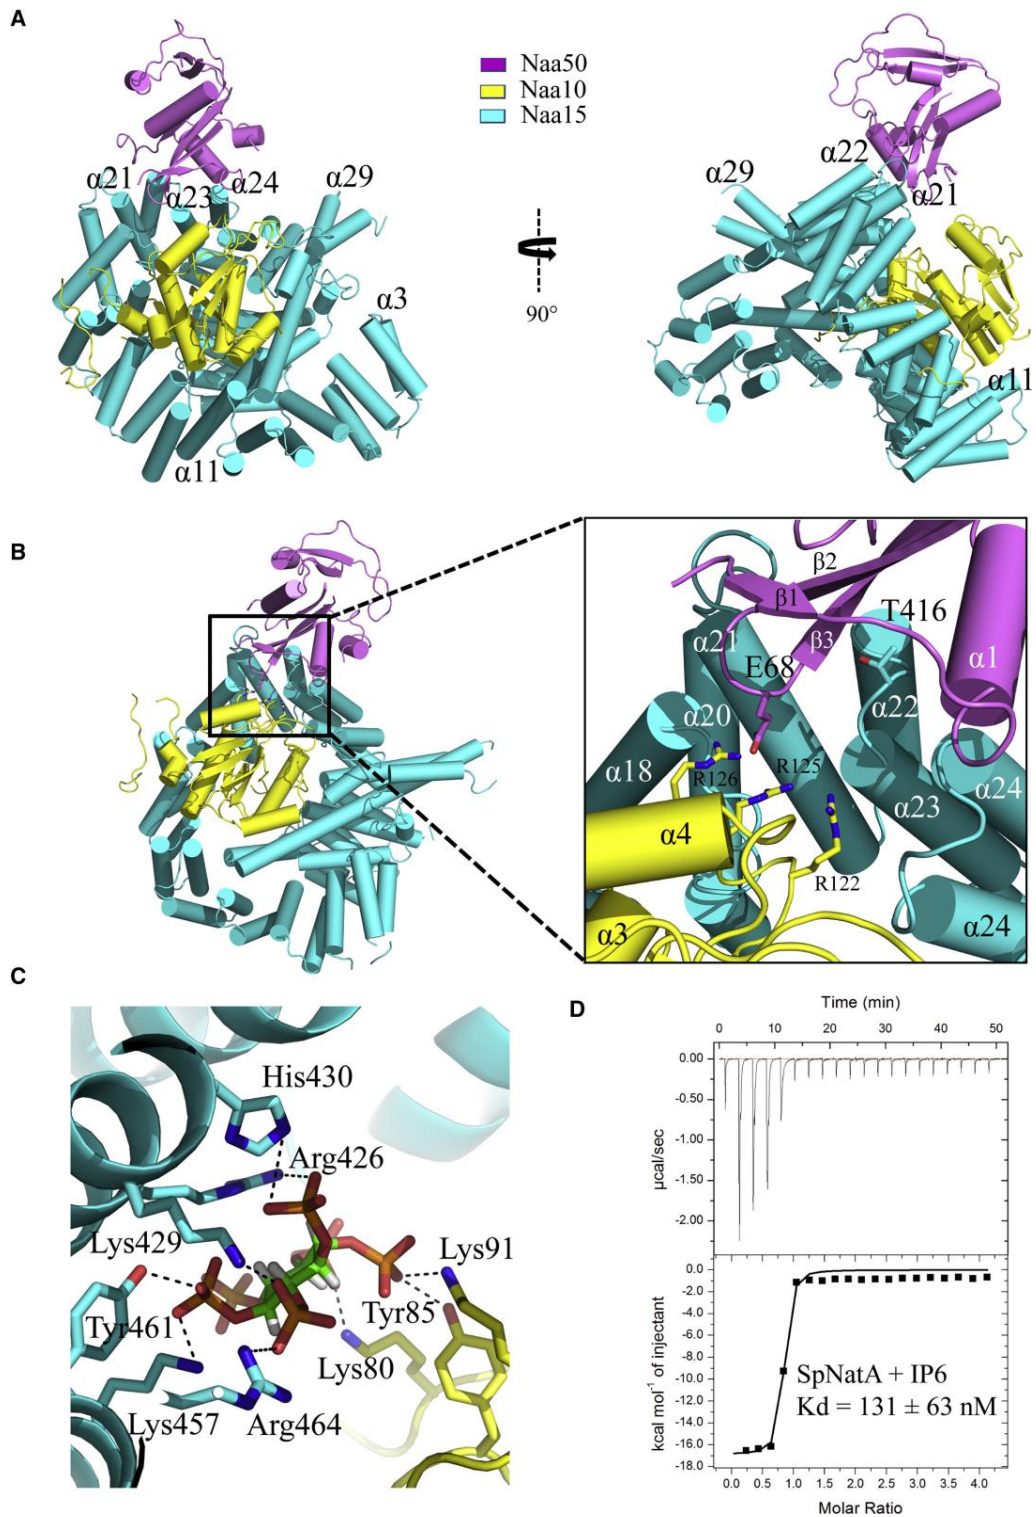 A
Naa50
Naa10
Naa15
α21
α23
α24
α29
α3
α11
90°
α22
α29
α21
α11
B
β2
β1
T416
α21
β3
α1
E68
α20
α22
R126
R125
α24
α18
α23
α4
R122
α3
α24
C
His430
Arg426
Lys429
Lys91
Tyr85
Tyr461
Lys80
Lys457
Arg464
D
Time (min)
0 10 20 30 40 50
0.00
-0.50
-1.00
-1.50
-2.00
µcal/sec
0.0
-2.0
-4.0
-6.0
-8.0
-10.0
-12.0
-14.0
-16.0
-18.0
kcal mol⁻¹ of injectant
SpNatA + IP6
Kd = 131 ± 63 nM
0.0 0.5 1.0 1.5 2.0 2.5 3.0 3.5 4.0 4.5
Molar Ratio